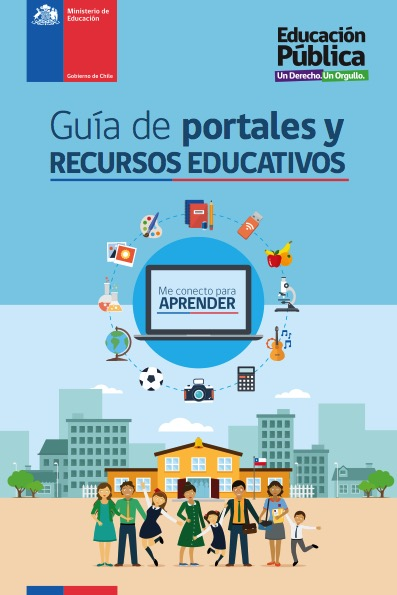 Ministerio de
Educación
Gobierno de Chile
Educación
Pública
Un Derecho. Un Orgullo.
Guía de portales y
RECURSOS EDUCATIVOS
Me conecto para
APRENDER